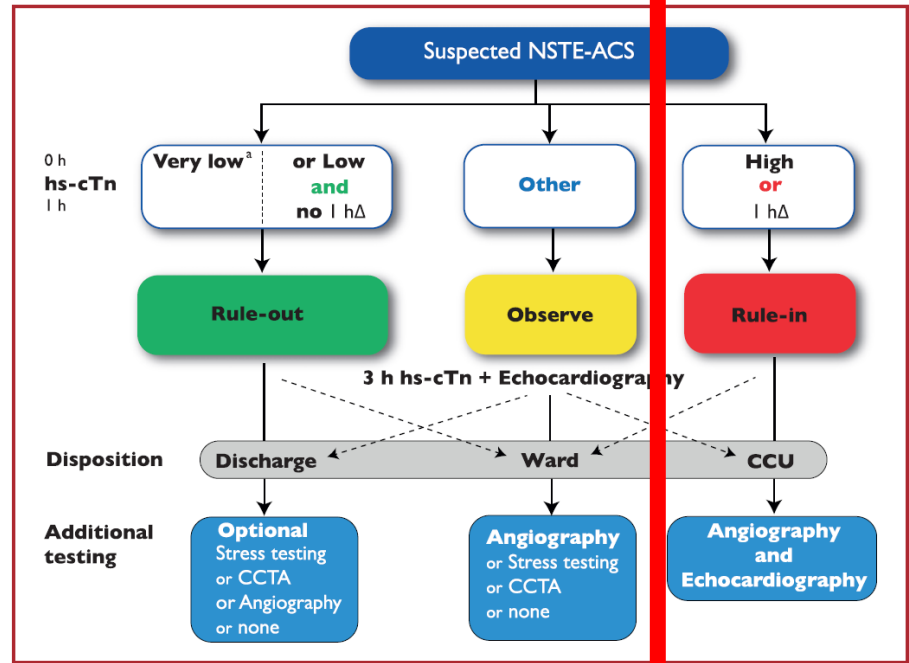 Suspected NSTE-ACS
0 h
hs-cTn
1 h
Very lowᵃ
or Low
and
no 1 hΔ
Other
High
or
1 hΔ
Rule-out
Observe
Rule-in
3 h hs-cTn + Echocardiography
Disposition
Discharge
Ward
CCU
Additional
testing
Optional
Stress testing
or CCTA
or Angiography
or none
Angiography
or Stress testing
or CCTA
or none
Angiography
and
Echocardiography